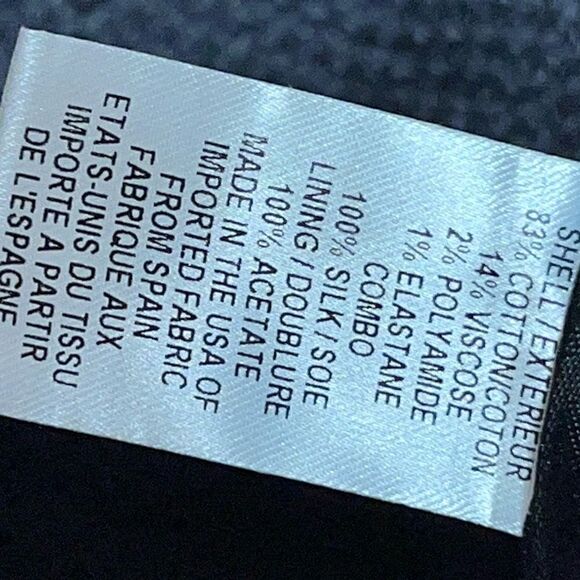 SHELL/EXTERIEUR
83% COTTON/COTON
14% VISCOSE
2% POLYAMIDE
1% ELASTANE
COMBO
100% SILK/SOIE
LINING/DOUBLURE
100% ACETATE
MADE IN THE USA OF
IMPORTED FABRIC
FROM SPAIN
FABRIQUE AUX
ETATS-UNIS DU TISSU
IMPORTE A PARTIR
DE L'ESPAGNE